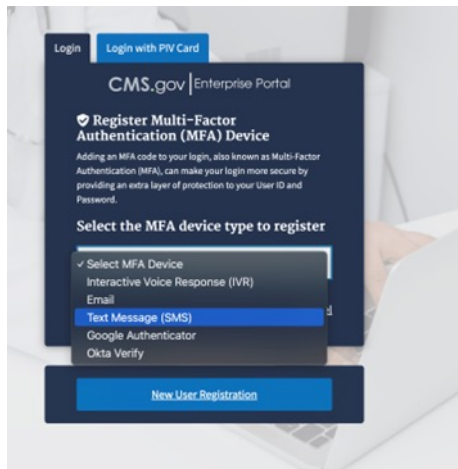 Login
Login with PIV Card
CMS.gov | Enterprise Portal
Register Multi-Factor
Authentication (MFA) Device
Adding an MFA code to your login, also known as Multi-Factor
Authentication (MFA), can make your login more secure by
providing an extra layer of protection to your User ID and
Password.
Select the MFA device type to register
✓ Select MFA Device
Interactive Voice Response (IVR)
Email
Text Message (SMS)
Google Authenticator
Okta Verify
New User Registration